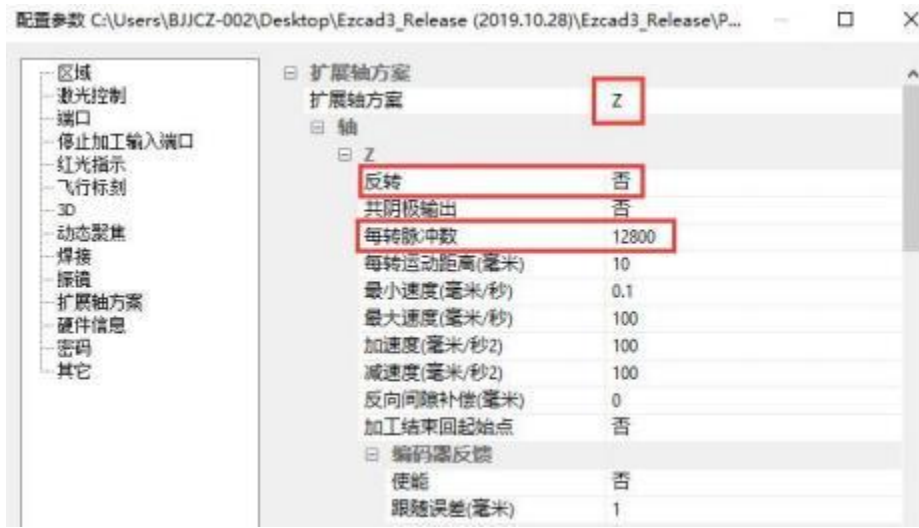 配置参数 C:\Users\BJJCZ-002\Desktop\Ezcad3_Release (2019.10.28)\Ezcad3_Release\P...
区域
激光控制
端口
停止加工输入端口
红光指示
飞行标刻
3D
动态聚焦
焊接
振镜
扩展轴方案
硬件信息
密码
其它
扩展轴方案
扩展轴方案 Z
轴
Z
反转 否
共阴极输出 否
每转脉冲数 12800
每转运动距离(毫米) 10
最小速度(毫米/秒) 0.1
最大速度(毫米/秒) 100
加速度(毫米/秒2) 100
减速度(毫米/秒2) 100
反向间隙补偿(毫米) 0
加工结束回起始点 否
编码器反馈
使能 否
跟随误差(毫米) 1